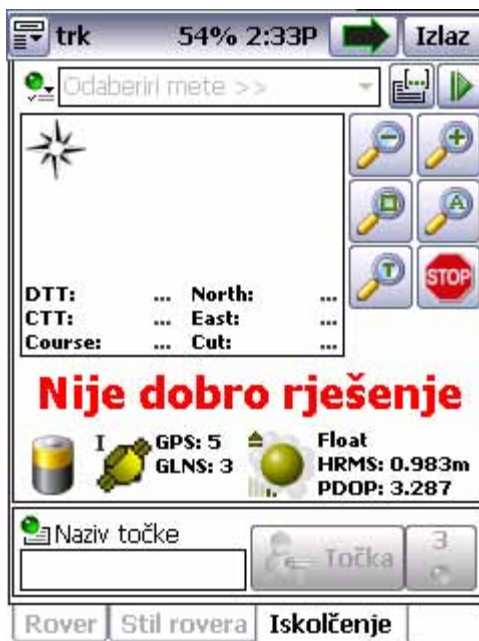 trk 54% 2:33P Izlaz
Odaberiri mete >>
A
T STOP
DTT: ... North: ...
CTT: ... East: ...
Course: ... Cut: ...
Nije dobro rješenje
I GPS: 5 Float
GLNS: 3 HRMS: 0.983m
PDOP: 3.287
Naziv točke Točka 3
Rover Stil rovera Iskolčenje